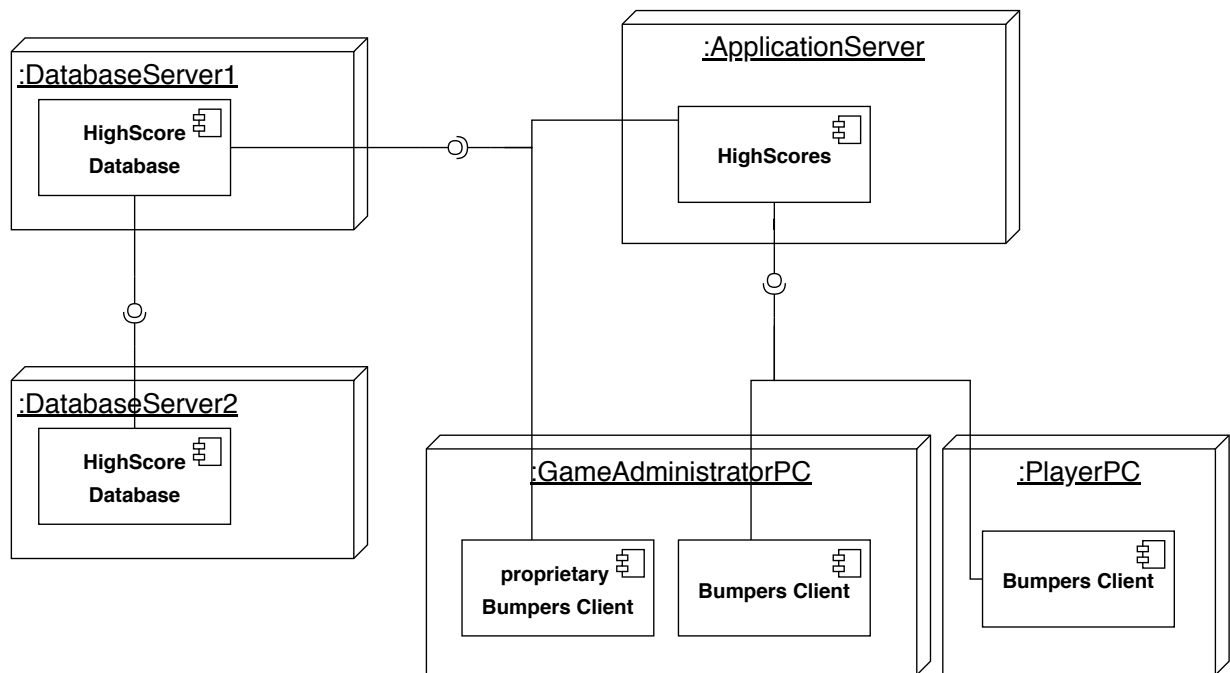 :DatabaseServer1
HighScore
Database
:ApplicationServer
HighScores
:DatabaseServer2
HighScore
Database
:GameAdministratorPC
proprietary
Bumpers Client
Bumpers Client
:PlayerPC
Bumpers Client